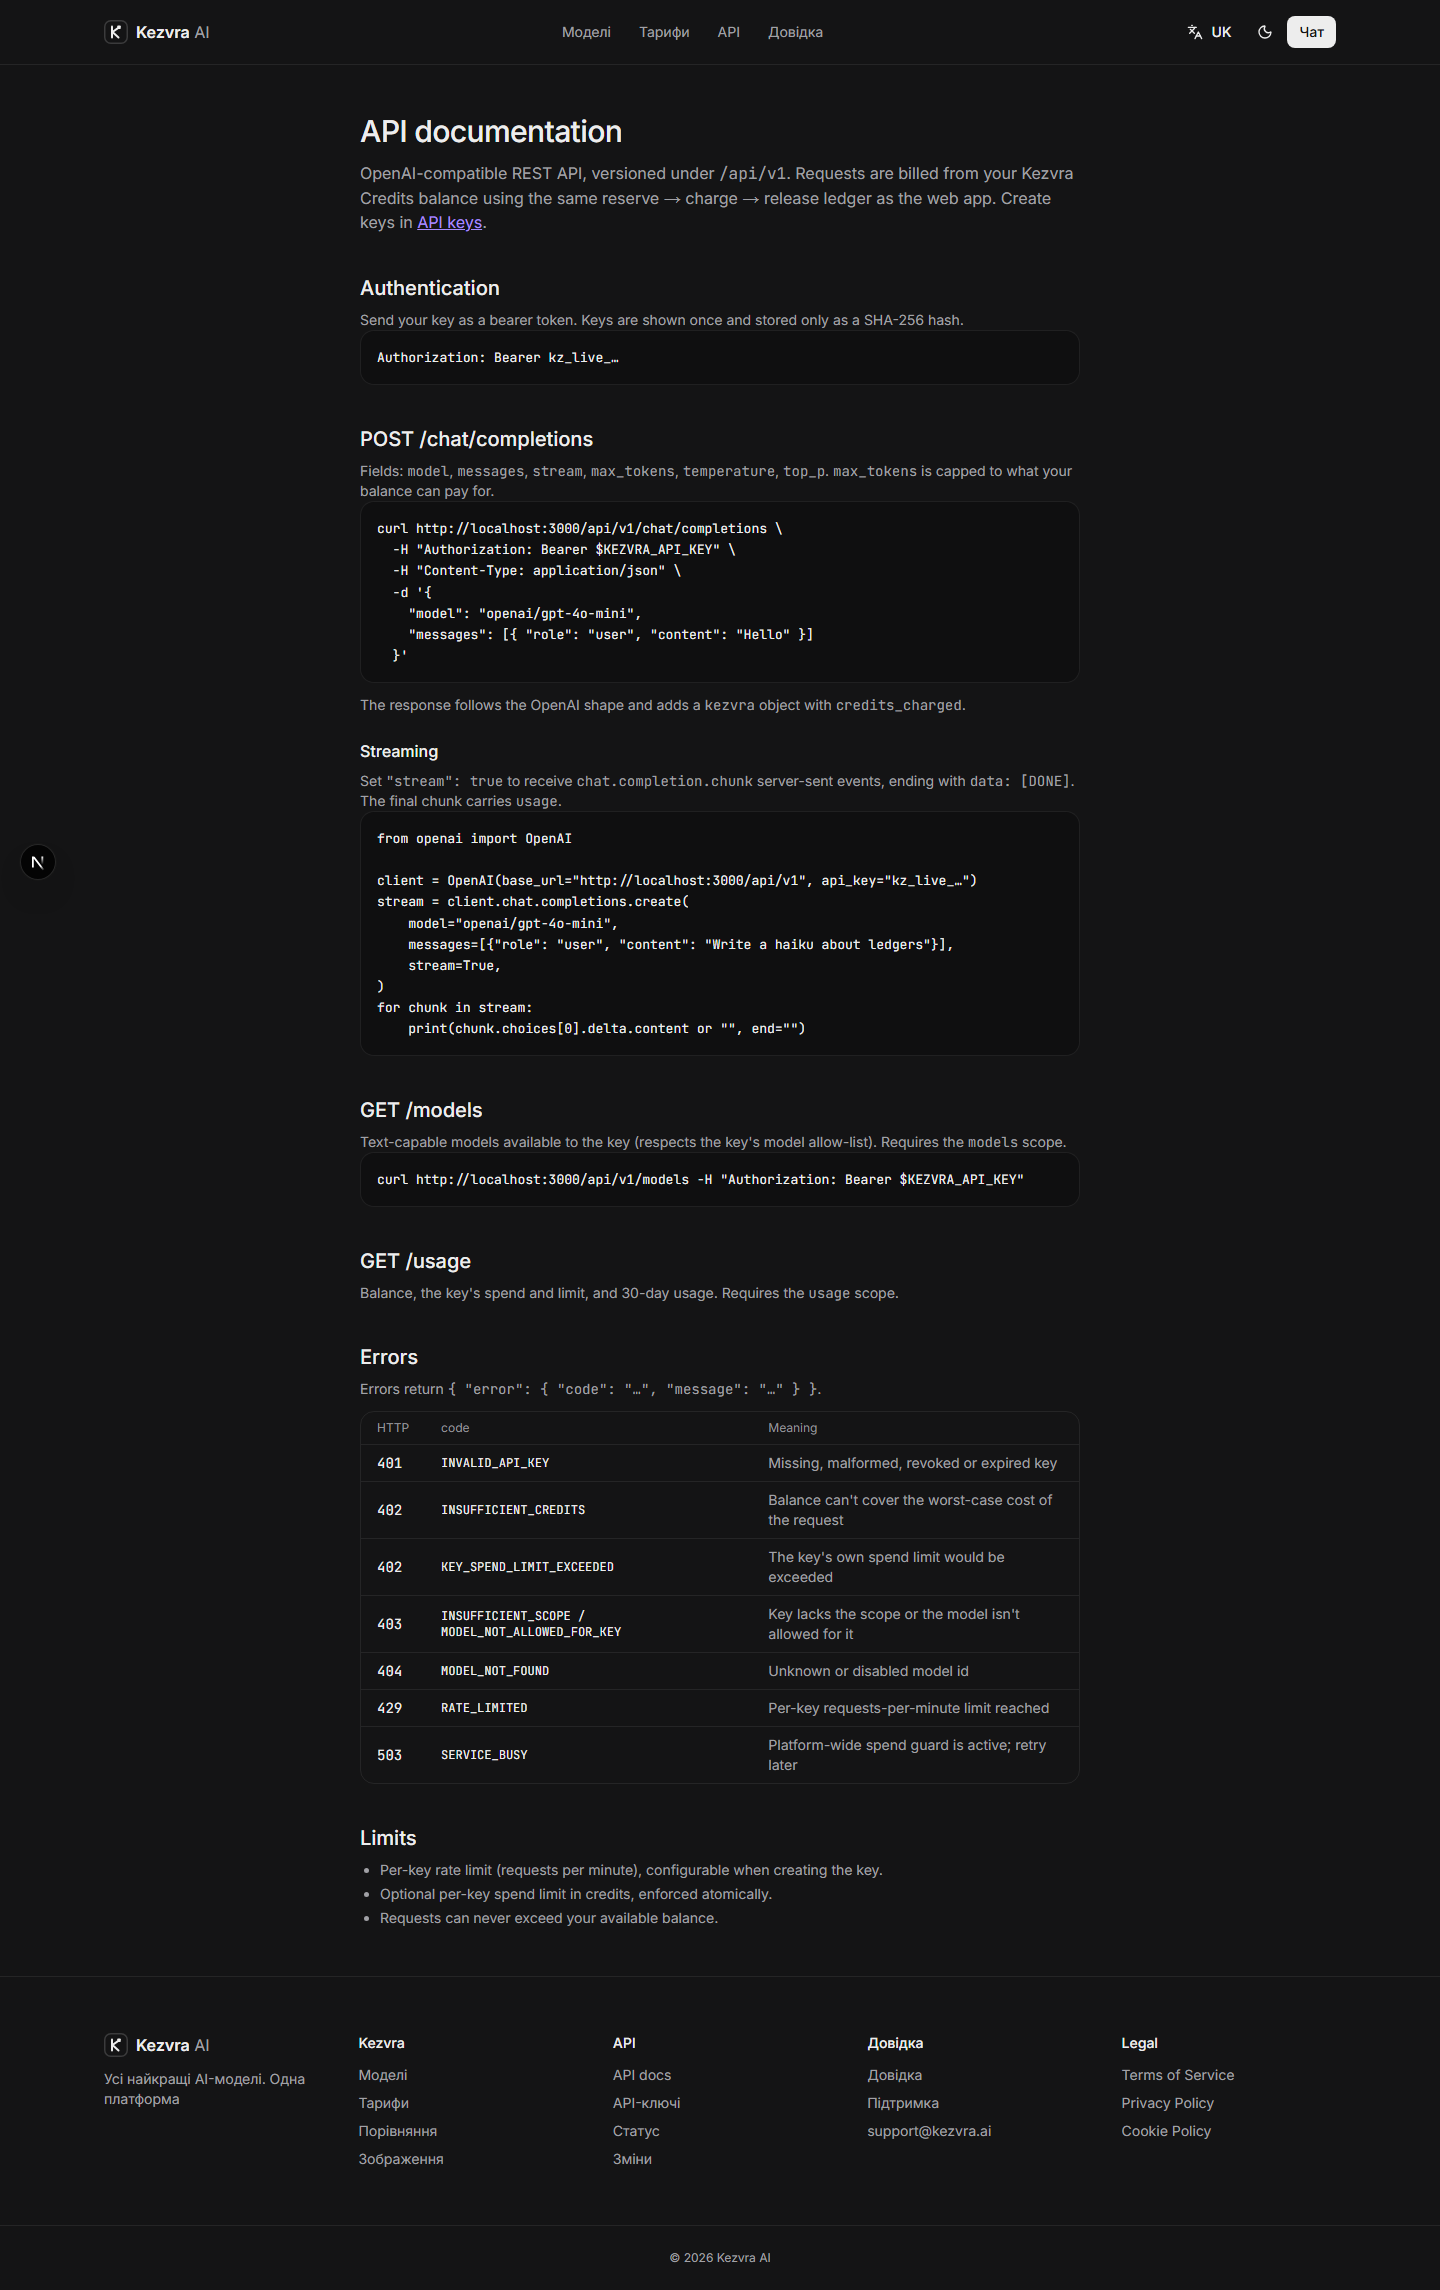 Kezvra AI
Моделі
Тарифи
API
Довідка
UK
Чат
API documentation
OpenAI-compatible REST API, versioned under /api/v1. Requests are billed from your Kezvra
Credits balance using the same reserve → charge → release ledger as the web app. Create
keys in API keys.
Authentication
Send your key as a bearer token. Keys are shown once and stored only as a SHA-256 hash.
Authorization: Bearer kz_live_…
POST /chat/completions
Fields: model, messages, stream, max_tokens, temperature, top_p. max_tokens is capped to what your
balance can pay for.
curl http://localhost:3000/api/v1/chat/completions \
  -H "Authorization: Bearer $KEZVRA_API_KEY" \
  -H "Content-Type: application/json" \
  -d '{
    "model": "openai/gpt-4o-mini",
    "messages": [{ "role": "user", "content": "Hello" }]
  }'
The response follows the OpenAI shape and adds a kezvra object with credits_charged.
Streaming
Set "stream": true to receive chat.completion.chunk server-sent events, ending with data: [DONE].
The final chunk carries usage.
from openai import OpenAI
client = OpenAI(base_url="http://localhost:3000/api/v1", api_key="kz_live_…")
stream = client.chat.completions.create(
    model="openai/gpt-4o-mini",
    messages=[{"role": "user", "content": "Write a haiku about ledgers"}],
    stream=True,
)
for chunk in stream:
    print(chunk.choices[0].delta.content or "", end="")
GET /models
Text-capable models available to the key (respects the key's model allow-list). Requires the models scope.
curl http://localhost:3000/api/v1/models -H "Authorization: Bearer $KEZVRA_API_KEY"
GET /usage
Balance, the key's spend and limit, and 30-day usage. Requires the usage scope.
Errors
Errors return { "error": { "code": "…", "message": "…" } }.
HTTP code Meaning
401 INVALID_API_KEY Missing, malformed, revoked or expired key
402 INSUFFICIENT_CREDITS Balance can't cover the worst-case cost of
the request
402 KEY_SPEND_LIMIT_EXCEEDED The key's own spend limit would be
exceeded
403 INSUFFICIENT_SCOPE /
MODEL_NOT_ALLOWED_FOR_KEY Key lacks the scope or the model isn't
allowed for it
404 MODEL_NOT_FOUND Unknown or disabled model id
429 RATE_LIMITED Per-key requests-per-minute limit reached
503 SERVICE_BUSY Platform-wide spend guard is active; retry
later
Limits
• Per-key rate limit (requests per minute), configurable when creating the key.
• Optional per-key spend limit in credits, enforced atomically.
• Requests can never exceed your available balance.
Kezvra AI
Усі найкращі AI-моделі. Одна
платформа
Kezvra
Моделі
Тарифи
Порівняння
Зображення
API
API docs
API-ключі
Статус
Зміни
Довідка
Довідка
Підтримка
support@kezvra.ai
Legal
Terms of Service
Privacy Policy
Cookie Policy
© 2026 Kezvra AI